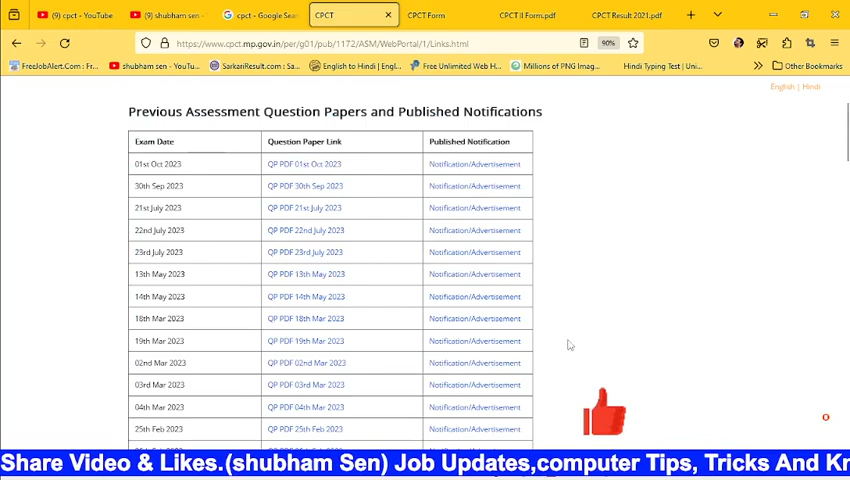 (9) cpct — YouTube
(9) shubham sen -
cpct - Google Sea
CPCT
CPCT Form
CPCT II Form.pdf
CPCT Result 2021.pdf
https://www.cpct.mp.gov.in/per/g01/pub/1172/ASM/WebPortal/1/Links.html
90%
FreeJobAlert.Com : Fr...
shubham sen - YouTu...
SarkariResult.com : Sa...
English to Hindi | Engl...
Free Unlimited Web H...
Millions of PNG Imag...
Hindi Typing Test | Uni...
Other Bookmarks
English | Hindi
Previous Assessment Question Papers and Published Notifications
Exam Date Question Paper Link Published Notification
01st Oct 2023 QP PDF 01st Oct 2023 Notification/Advertisement
30th Sep 2023 QP PDF 30th Sep 2023 Notification/Advertisement
21st July 2023 QP PDF 21st July 2023 Notification/Advertisement
22nd July 2023 QP PDF 22nd July 2023 Notification/Advertisement
23rd July 2023 QP PDF 23rd July 2023 Notification/Advertisement
13th May 2023 QP PDF 13th May 2023 Notification/Advertisement
14th May 2023 QP PDF 14th May 2023 Notification/Advertisement
18th Mar 2023 QP PDF 18th Mar 2023 Notification/Advertisement
19th Mar 2023 QP PDF 19th Mar 2023 Notification/Advertisement
02nd Mar 2023 QP PDF 02nd Mar 2023 Notification/Advertisement
03rd Mar 2023 QP PDF 03rd Mar 2023 Notification/Advertisement
04th Mar 2023 QP PDF 04th Mar 2023 Notification/Advertisement
25th Feb 2023 QP PDF 25th Feb 2023 Notification/Advertisement
Share Video & Likes.(shubham Sen) Job Updates,computer Tips, Tricks And Kn